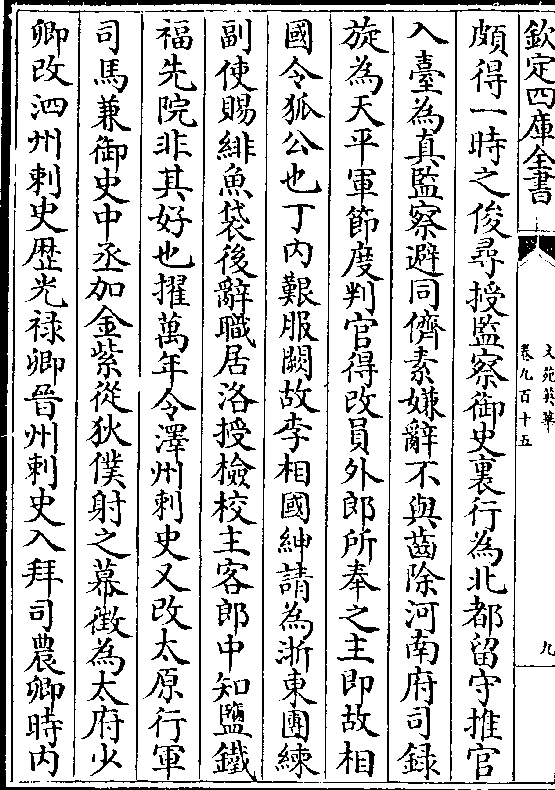 欽定四庫全書
文苑英華
卷九百十五
九
頗得一時之俊尋授監察御史裏行為北都留守推官
入臺為真監察避同儕素嫌辭不與齒除河南府司錄
旋為天平軍節度判官得改員外郎所奉之主即故相
國令狐公也丁内艱服闋故李相國紳請為浙東團練
副使賜緋魚袋後辭職居洛授檢校主客郎中知鹽鐵
福先院非其好也擢萬年令澤州刺史又改太原行軍
司馬兼御史中丞加金紫從狄僕射之幕徵為太府少
卿改泗州刺史歴光禄卿晉州刺史入拜司農卿時内